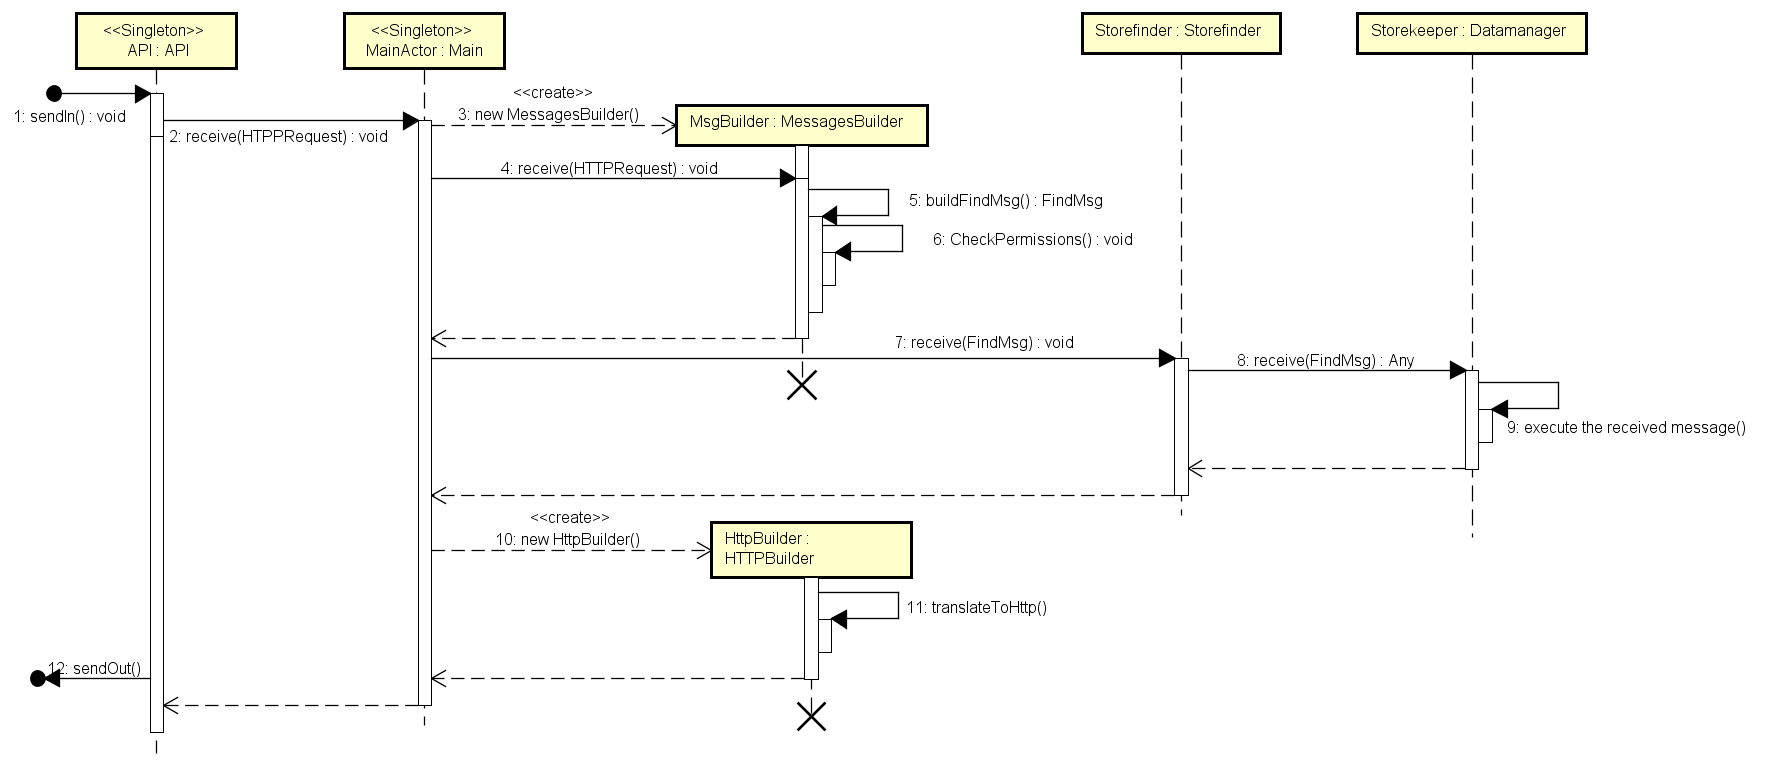 <<Singleton>>
API : API
<<Singleton>>
MainActor : Main
Storefinder : Storefinder
Storekeeper : Datamanager
1: sendIn() : void
2: receive(HTPPRequest) : void
<<create>>
3: new MessagesBuilder()
MsgBuilder : MessagesBuilder
4: receive(HTTPRequest) : void
5: buildFindMsg() : FindMsg
6: CheckPermissions() : void
7: receive(FindMsg) : void
8: receive(FindMsg) : Any
9: execute the received message()
<<create>>
10: new HttpBuilder()
HttpBuilder :
HTTPBuilder
11: translateToHttp()
12: sendOut()